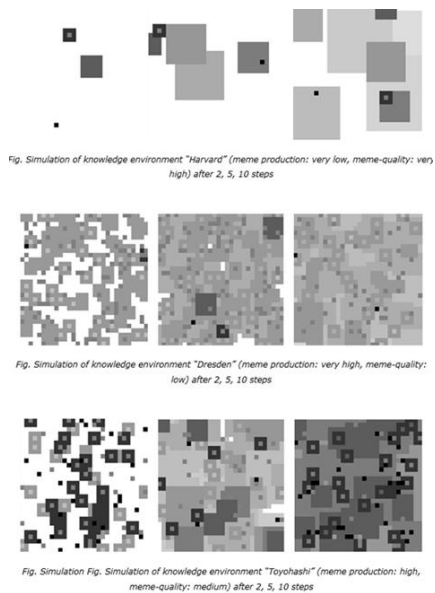 Fig. Simulation of knowledge environment "Harvard" (meme production: very low, meme-quality: very
high) after 2, 5, 10 steps
Fig. Simulation of knowledge environment "Dresden" (meme production: very high, meme-quality:
low) after 2, 5, 10 steps
Fig. Simulation Fig. Simulation of knowledge environment "Toyohashi" (meme production: high,
meme-quality: medium) after 2, 5, 10 steps